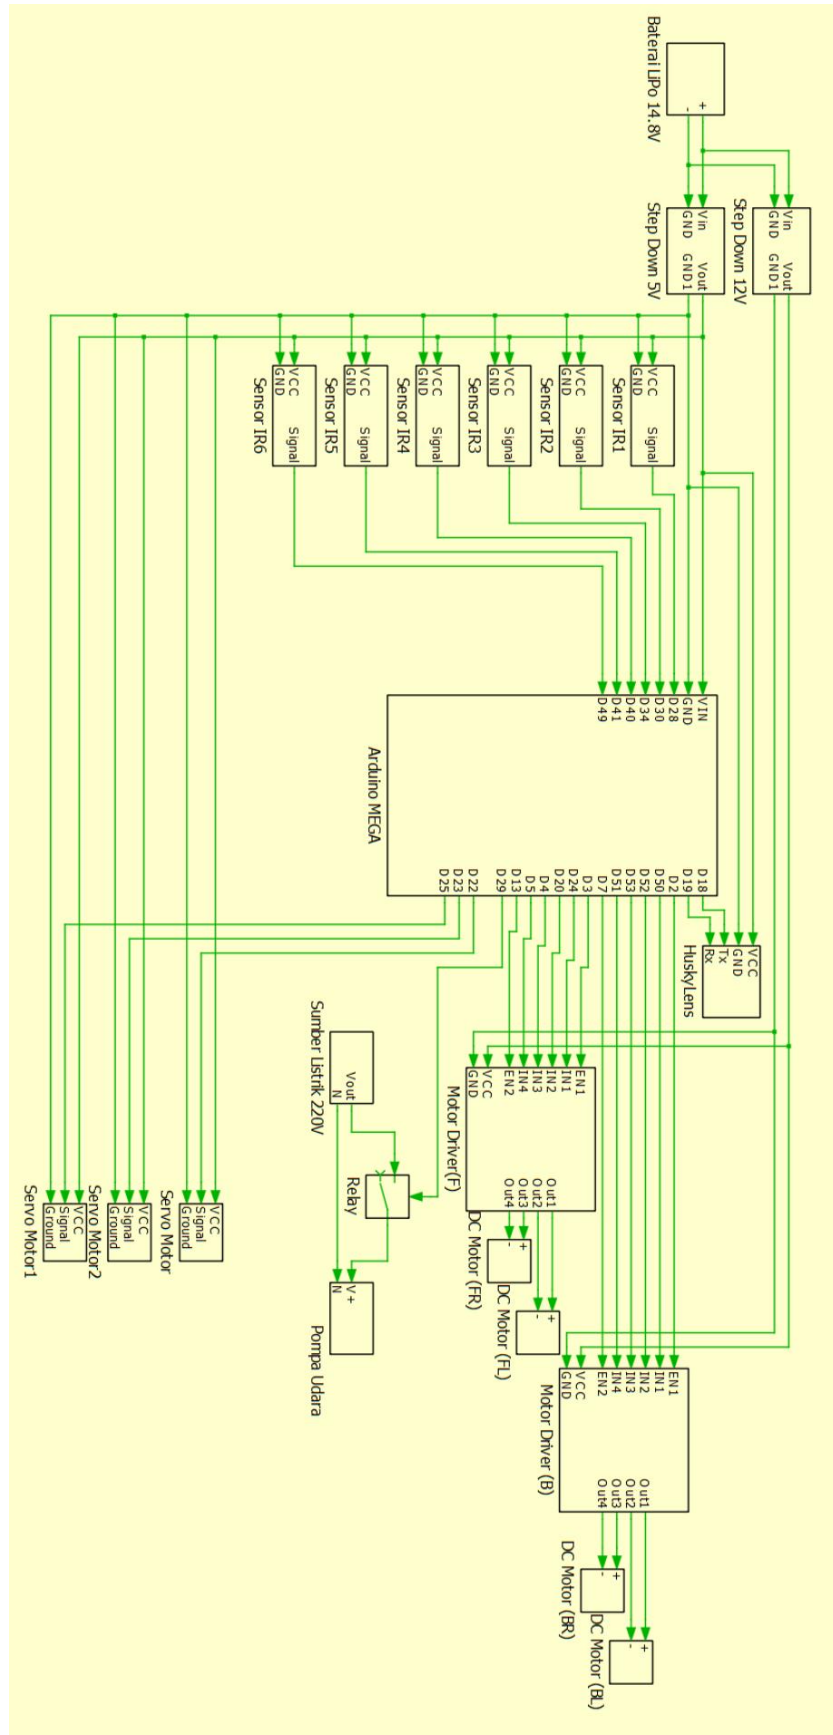 Baterai LiPo 14.8V
+
-
Step Down 12V
Vin
GND
Vout
GND1
Step Down 5V
Vin
GND
Vout
GND1
VCC
GND
Signal
Sensor IR1
VCC
GND
Signal
Sensor IR2
VCC
GND
Signal
Sensor IR3
VCC
GND
Signal
Sensor IR4
VCC
GND
Signal
Sensor IR5
VCC
GND
Signal
Sensor IR6
VIN
GND
D28
D30
D34
D40
D41
D49
Arduino MEGA
D18
D19
D2
D50
D52
D53
D51
D7
D3
D24
D20
D4
D5
D13
D29
D22
D23
D25
VCC
GND
Tx
Rx
HuskyLens
EN1
IN1
IN2
IN3
IN4
EN2
VCC
GND
Out1
Out2
Out3
Out4
Motor Driver(F)
+
-
DC Motor (FR)
+
-
DC Motor (FL)
EN1
IN1
IN2
IN3
IN4
EN2
VCC
GND
Out1
Out2
Out3
Out4
Motor Driver (B)
+
-
DC Motor (BR)
+
-
DC Motor (BL)
Sumber Listrik 220V
Vout
N
Relay
V+
N
Pompa Udara
VCC
Signal
Ground
Servo Motor
VCC
Signal
Ground
Servo Motor2
VCC
Signal
Ground
Servo Motor1